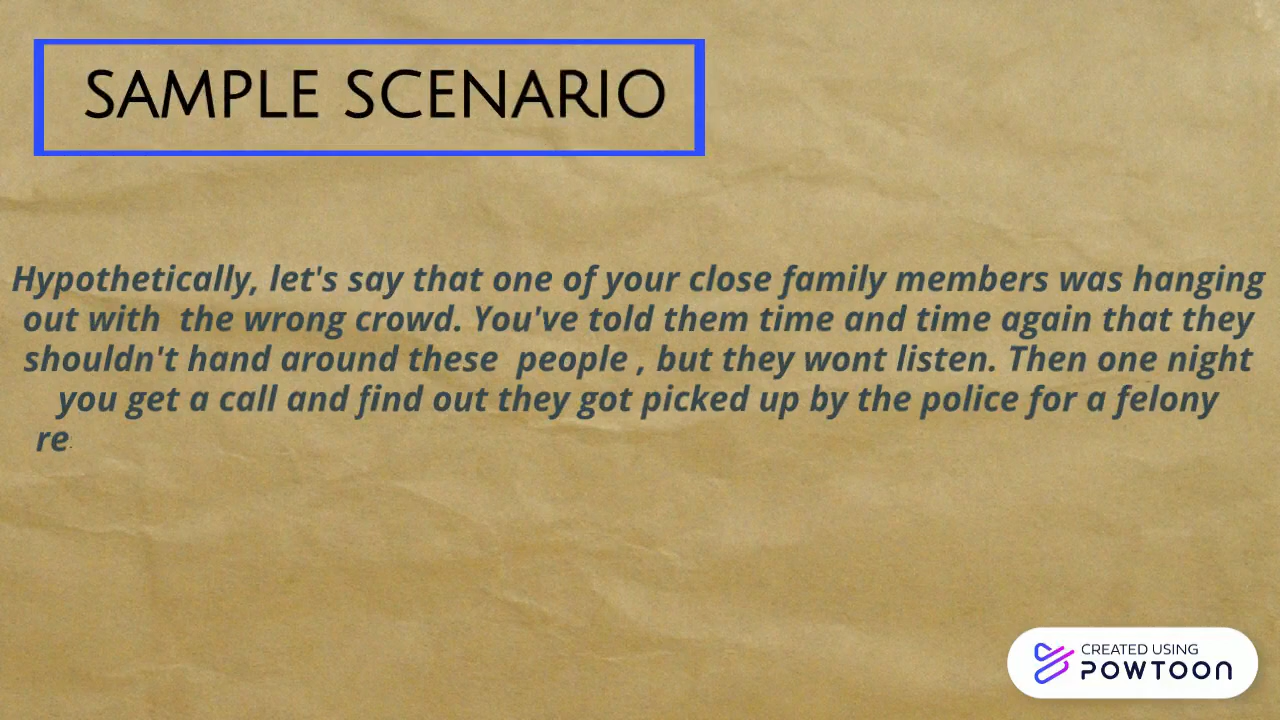 SAMPLE SCENARIO
Hypothetically, let's say that one of your close family members was hanging
out with the wrong crowd. You've told them time and time again that they
shouldn't hand around these people , but they wont listen. Then one night
you get a call and find out they got picked up by the police for a felony
re
CREATED USING
POWTOON